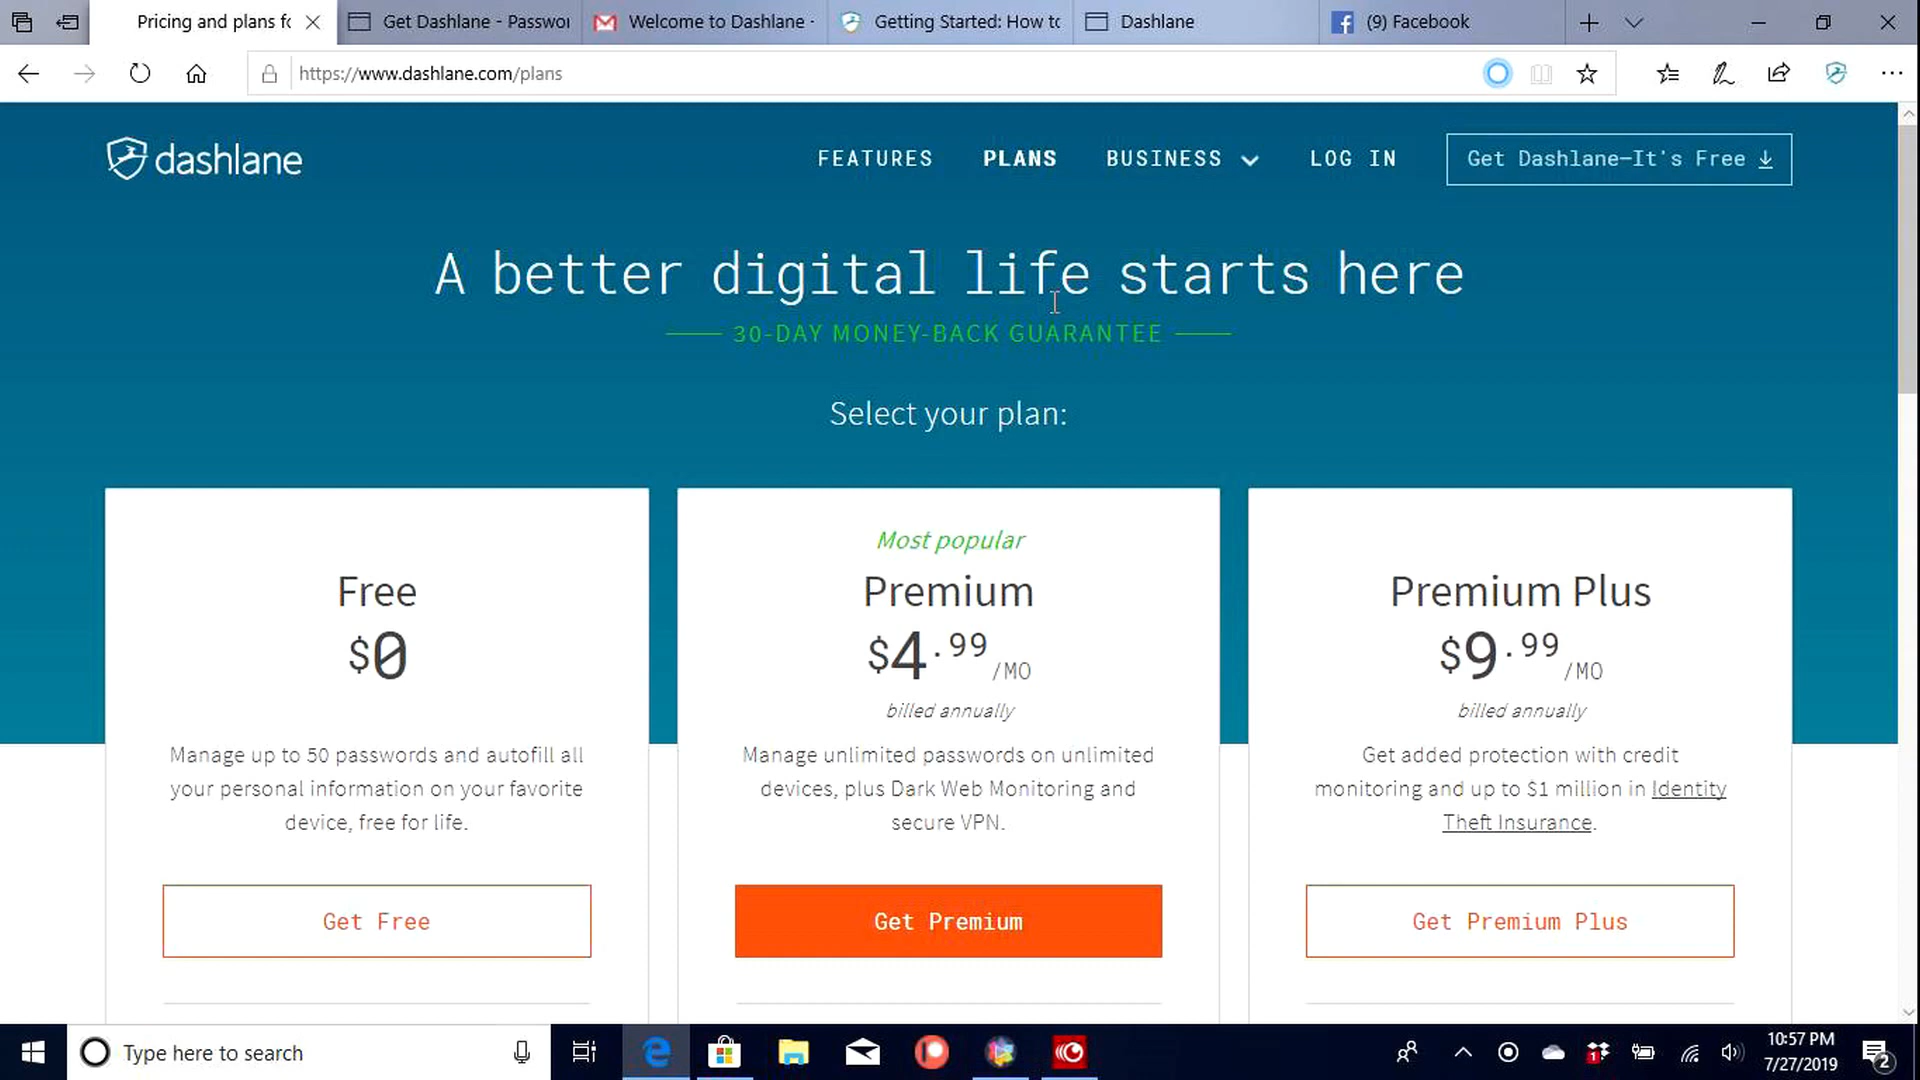 Pricing and plans fo
Get Dashlane - Passwor
Welcome to Dashlane -
Getting Started: How to
Dashlane
(9) Facebook
https://www.dashlane.com/plans
dashlane
FEATURES
PLANS
BUSINESS
LOG IN
Get Dashlane—It's Free
A better digital life starts here
30-DAY MONEY-BACK GUARANTEE
Select your plan:
Free
$0
Manage up to 50 passwords and autofill all
your personal information on your favorite
device, free for life.
Get Free
Most popular
Premium
$4.99 /MO
billed annually
Manage unlimited passwords on unlimited
devices, plus Dark Web Monitoring and
secure VPN.
Get Premium
Premium Plus
$9.99 /MO
billed annually
Get added protection with credit
monitoring and up to $1 million in Identity
Theft Insurance.
Get Premium Plus
Type here to search
1
10:57 PM
7/27/2019
2